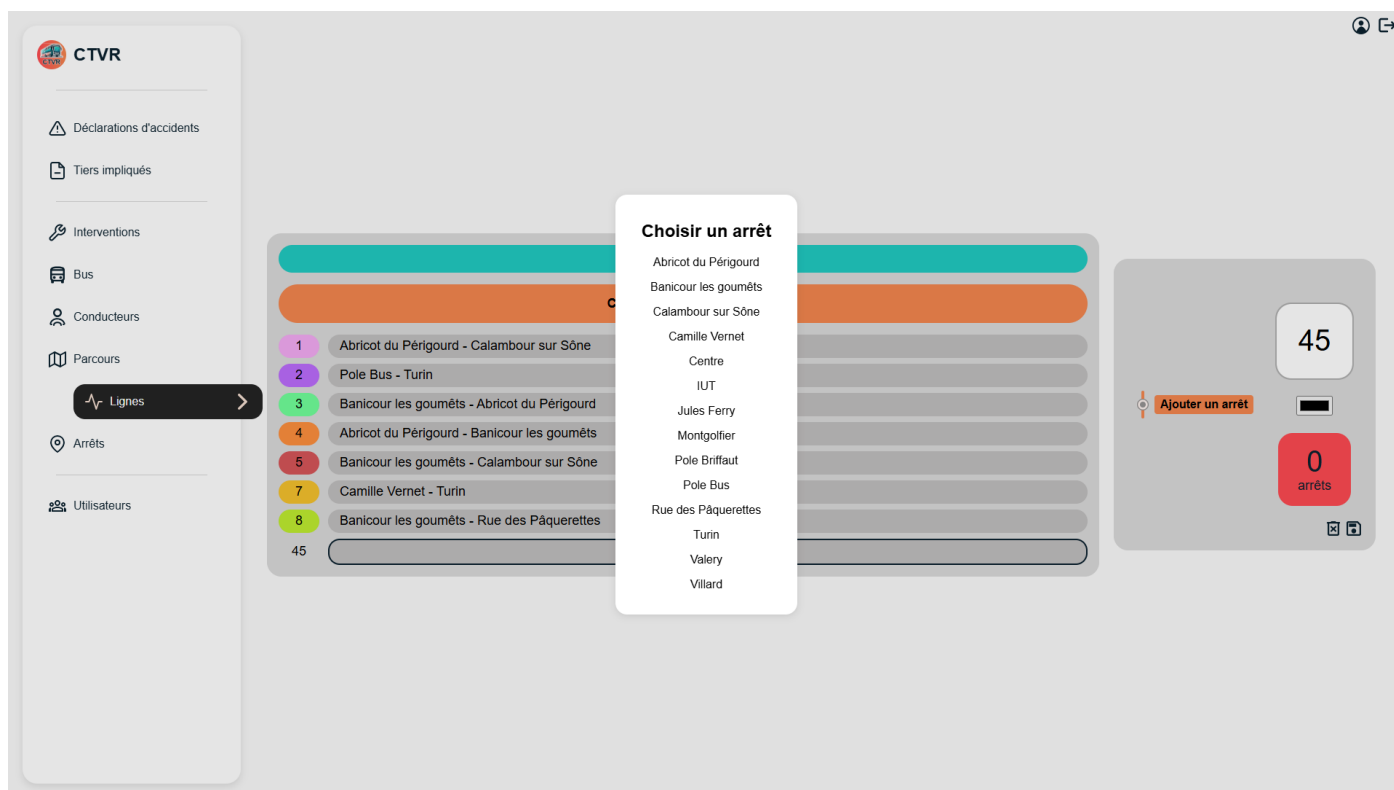 CTVR
CTVR
Déclarations d'accidents
Tiers impliqués
Interventions
Bus
Conducteurs
Parcours
Lignes
Arrêts
Utilisateurs
1 Abricot du Périgourd - Calambour sur Sône
2 Pole Bus - Turin
3 Banicour les goumêts - Abricot du Périgourd
4 Abricot du Périgourd - Banicour les goumêts
5 Banicour les goumêts - Calambour sur Sône
7 Camille Vernet - Turin
8 Banicour les goumêts - Rue des Pâquerettes
45
Choisir un arrêt
Abricot du Périgourd
Banicour les goumêts
Calambour sur Sône
Camille Vernet
Centre
IUT
Jules Ferry
Montgolfier
Pole Briffaut
Pole Bus
Rue des Pâquerettes
Turin
Valery
Villard
45
Ajouter un arrêt
0
arrêts